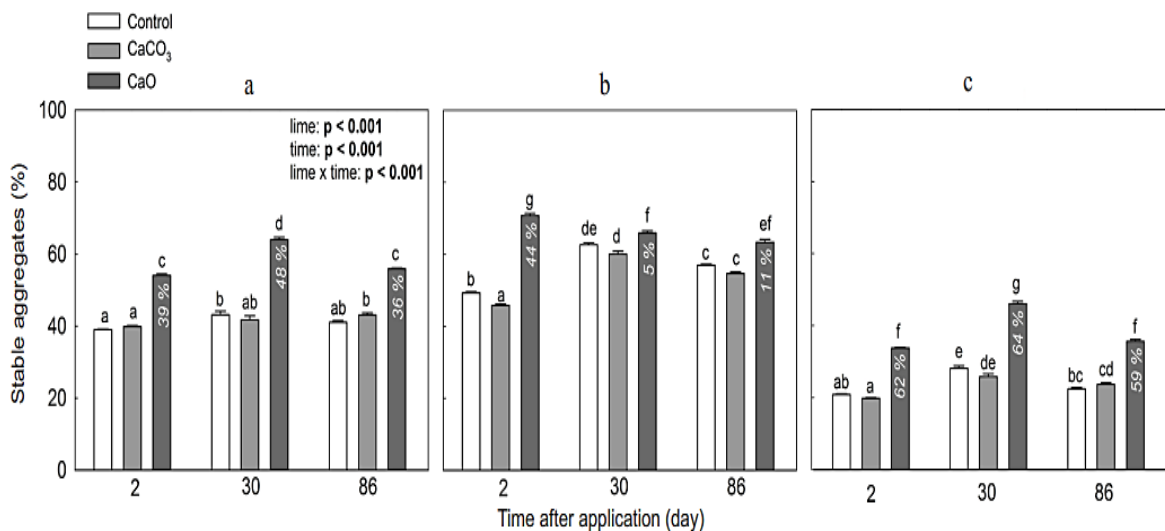 Control
CaCO₃
CaO
a
b
c
Stable aggregates (%)
100
80
60
40
20
0
lime: p < 0.001
time: p < 0.001
lime x time: p < 0.001
a a c
39 %
b ab d
48 %
ab b c
36 %
b a g
44 %
de d f
5 %
c c ef
11 %
ab a f
62 %
e de g
64 %
bc cd f
59 %
2 30 86
2 30 86
2 30 86
Time after application (day)